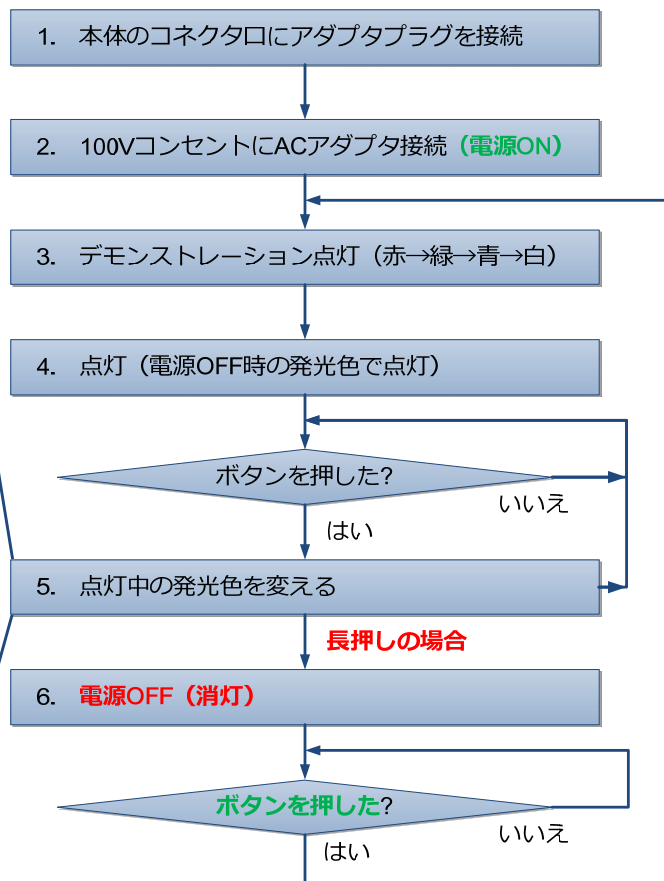 1. 本体のコネクタ口にアダプタプラグを接続
2. 100VコンセントにACアダプタ接続（電源ON）
3. デモンストレーション点灯（赤→緑→青→白）
4. 点灯（電源OFF時の発光色で点灯）
ボタンを押した?
いいえ
はい
5. 点灯中の発光色を変える
長押しの場合
6. 電源OFF（消灯）
ボタンを押した?
いいえ
はい